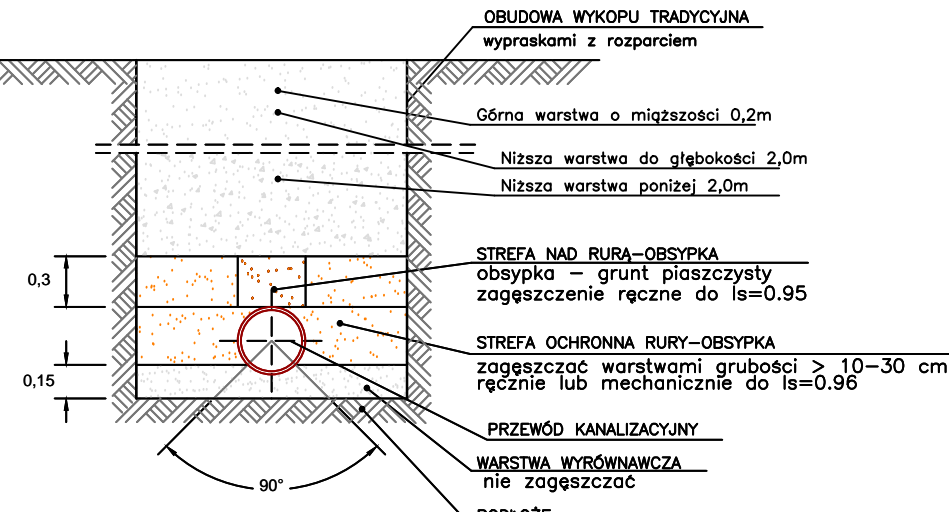 OBUDOWA WYKOPU TRADYCYJNA
wypraskami z rozparciem
Górna warstwa o miąższości 0,2m
Niższa warstwa do głębokości 2,0m
Niższa warstwa poniżej 2,0m
STREFA NAD RURĄ-OBSYPKA
obsypka – grunt piaszczysty
zagęszczenie ręczne do Is=0.95
0,3
STREFA OCHRONNA RURY-OBSYPKA
zagęszczać warstwami grubości > 10-30 cm
ręcznie lub mechanicznie do Is=0.96
0,15
PRZEWÓD KANALIZACYJNY
WARSTWA WYRÓWNAWCZA
nie zagęszczać
90°